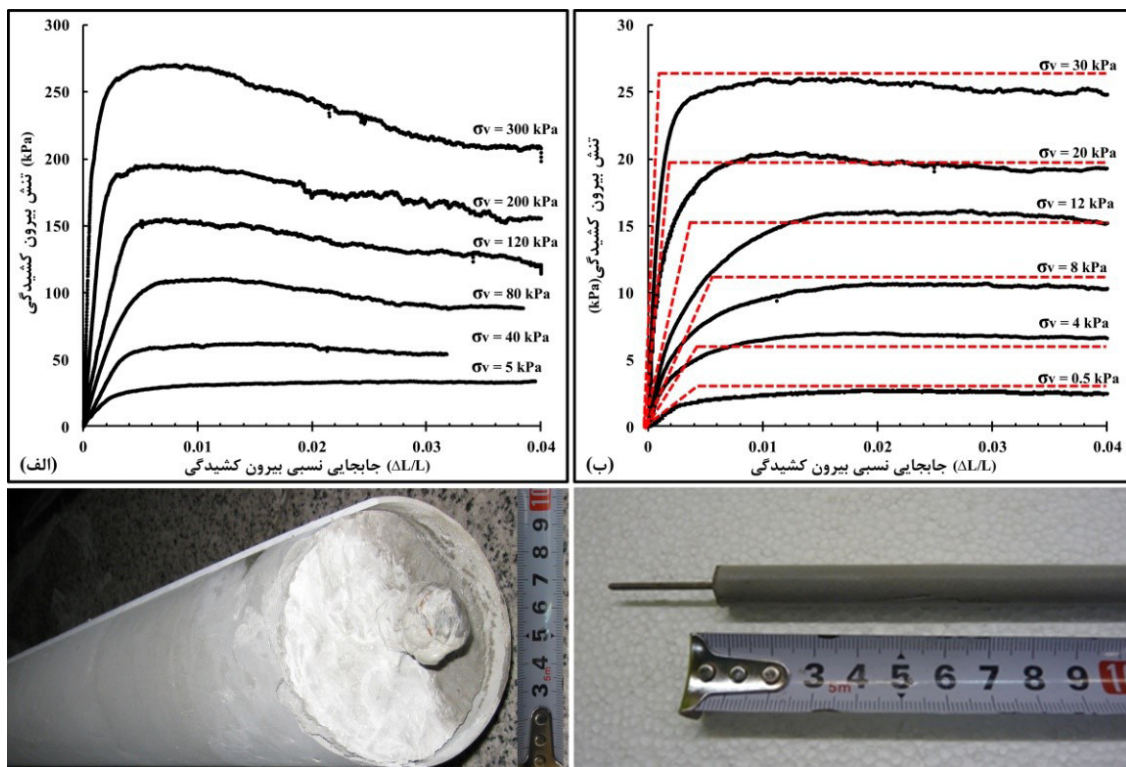 300
250
200
150
100
50
0
تنش بیرون کشیدگی (kPa)
σv = 300 kPa
σv = 200 kPa
σv = 120 kPa
σv = 80 kPa
σv = 40 kPa
σv = 5 kPa
0 0.01 0.02 0.03 0.04
جابجایی نسبی بیرون کشیدگی (ΔL/L)
(الف)
30
25
20
15
10
5
0
تنش بیرون کشیدگی (kPa)
σv = 30 kPa
σv = 20 kPa
σv = 12 kPa
σv = 8 kPa
σv = 4 kPa
σv = 0.5 kPa
0 0.01 0.02 0.03 0.04
جابجایی نسبی بیرون کشیدگی (ΔL/L)
(ب)
3 5m 4 5 6 7 8 9 10
3 5m 4 5 6 7 8 9 10